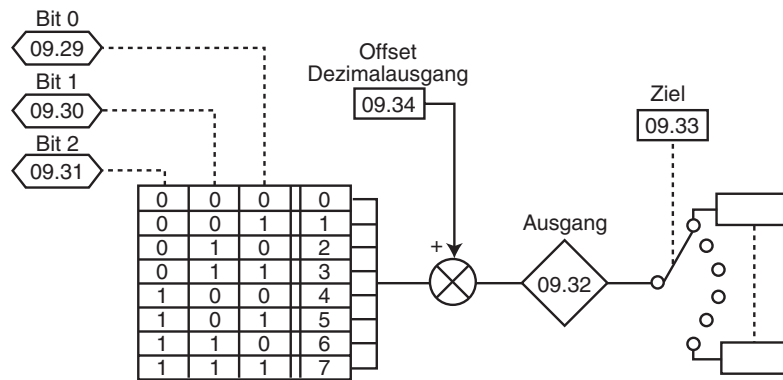 Bit 0
09.29
Bit 1
09.30
Bit 2
09.31
Offset
Dezimalausgang
09.34
Ziel
09.33
0 0 0 0
0 0 1 1
0 1 0 2
0 1 1 3
1 0 0 4
1 0 1 5
1 1 0 6
1 1 1 7
+
Ausgang
09.32